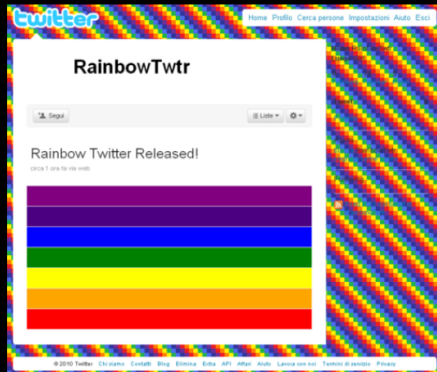 twitter
Home Profilo Cerca persone Impostazioni Aiuto Esci
RainbowTwtr
Segui
Liste
Rainbow Twitter Released!
circa 1 ora fa via web
© 2010 Twitter Chi siamo Contatti Blog Elimina Extra API Affari Aiuto Lavora con noi Termini di servizio Privacy